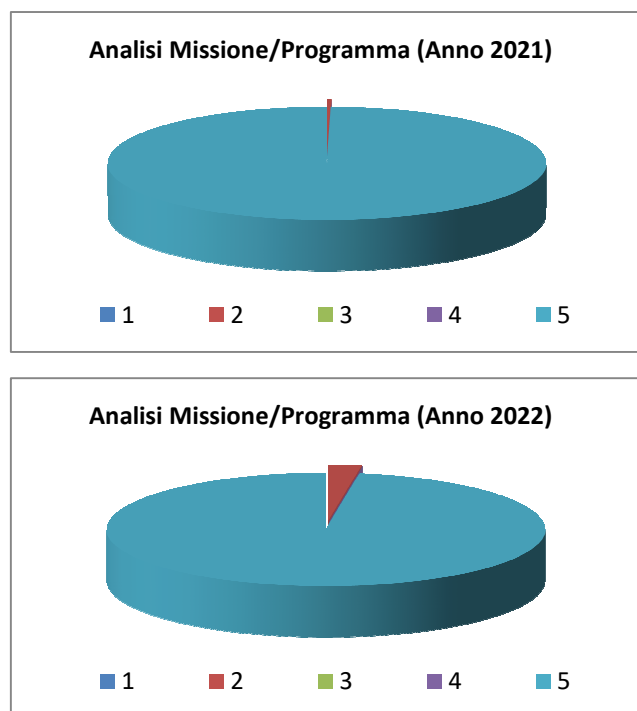 Analisi Missione/Programma (Anno 2021)
1 2 3 4 5
Analisi Missione/Programma (Anno 2022)
1 2 3 4 5